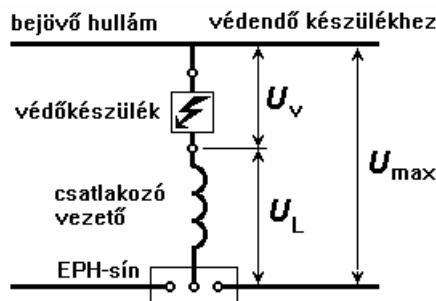 bejövő hullám
védendő készülékhez
védőkészülék
Uv
Umax
csatlakozó
vezető
UL
EPH-sín